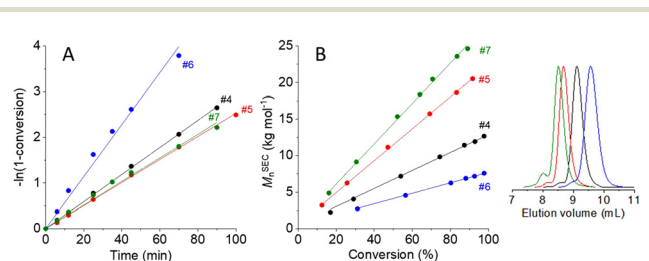 A
-ln(1-conversion)
4
3
2
1
0
#6
#4
#5
#7
0 20 40 60 80 100
Time (min)
B
Mn^SEC (kg mol⁻¹)
25
20
15
10
5
0
#7
#5
#4
#6
0 20 40 60 80 100
Conversion (%)
7 8 9 10 11
Elution volume (mL)